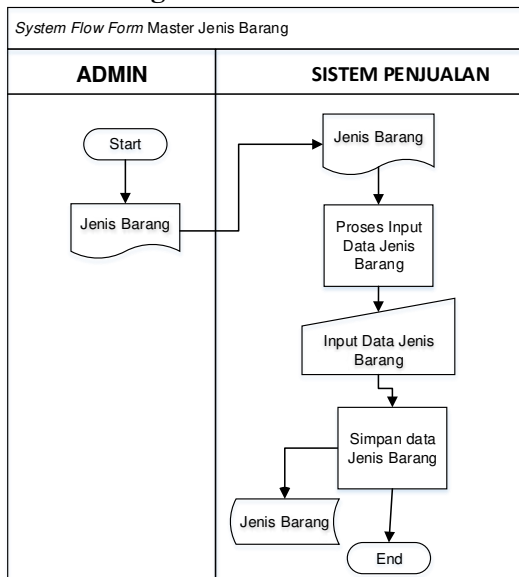 System Flow Form Master Jenis Barang
ADMIN
SISTEM PENJUALAN
Start
Jenis Barang
Jenis Barang
Proses Input
Data Jenis
Barang
Input Data Jenis
Barang
Simpan data
Jenis Barang
Jenis Barang
End